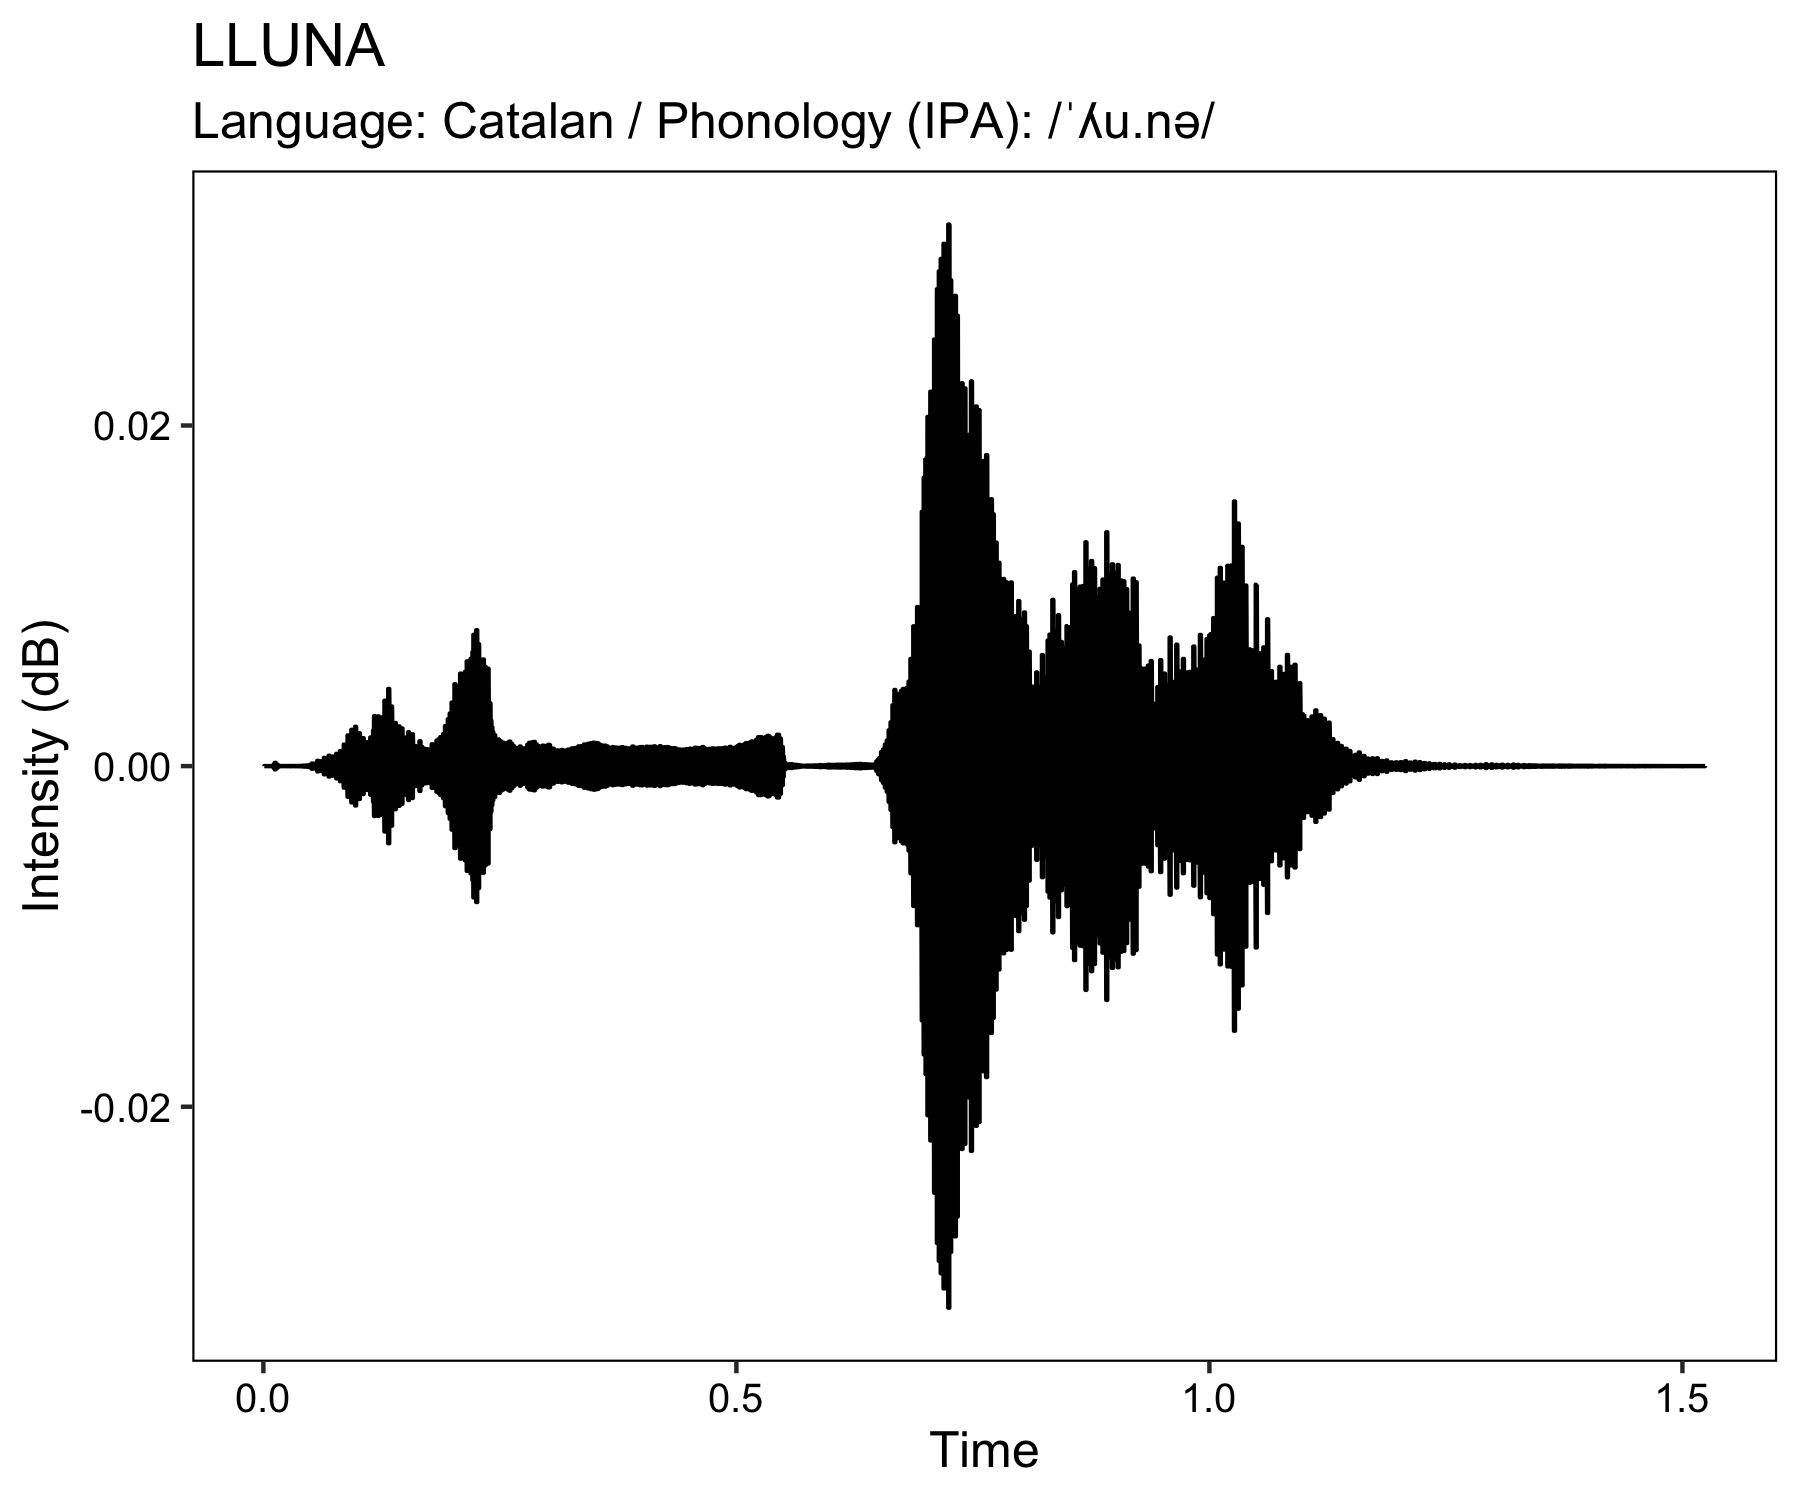 LLUNA
Language: Catalan / Phonology (IPA): /ˈʎu.nə/
Intensity (dB)
0.02
0.00
-0.02
0.0 0.5 1.0 1.5
Time